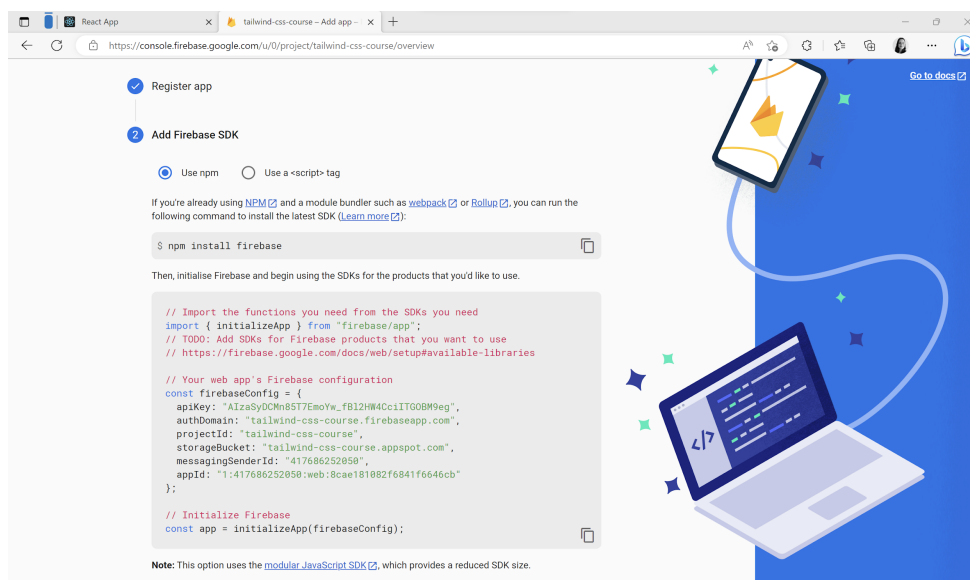 React App
tailwind-css-course – Add app –
https://console.firebase.google.com/u/0/project/tailwind-css-course/overview
Go to docs
Register app
2 Add Firebase SDK
Use npm Use a <script> tag
If you're already using NPM and a module bundler such as webpack or Rollup, you can run the
following command to install the latest SDK (Learn more):
$ npm install firebase
Then, initialise Firebase and begin using the SDKs for the products that you'd like to use.
// Import the functions you need from the SDKs you need
import { initializeApp } from "firebase/app";
// TODO: Add SDKs for Firebase products that you want to use
// https://firebase.google.com/docs/web/setup#available-libraries
// Your web app's Firebase configuration
const firebaseConfig = {
apiKey: "AIzaSyDCMn85T7EmoYw_fBl2HW4CciITGOBM9eg",
authDomain: "tailwind-css-course.firebaseapp.com",
projectId: "tailwind-css-course",
storageBucket: "tailwind-css-course.appspot.com",
messagingSenderId: "417686252050",
appId: "1:417686252050:web:8cae181082f6841f6646cb"
};
// Initialize Firebase
const app = initializeApp(firebaseConfig);
Note: This option uses the modular JavaScript SDK, which provides a reduced SDK size.